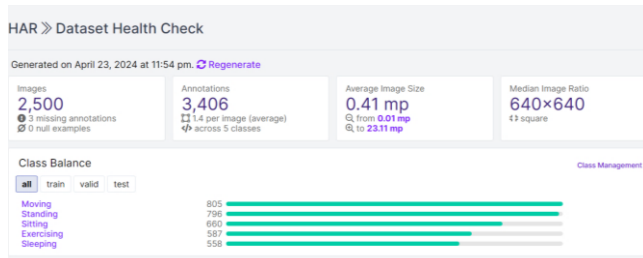 HAR ≫ Dataset Health Check
Generated on April 23, 2024 at 11:54 pm. Regenerate
Images
2,500
3 missing annotations
0 null examples
Annotations
3,406
1.4 per image (average)
across 5 classes
Average Image Size
0.41 mp
from 0.01 mp
to 23.11 mp
Median Image Ratio
640×640
square
Class Balance
Class Management
all train valid test
Moving 805
Standing 796
Sitting 660
Exercising 587
Sleeping 558